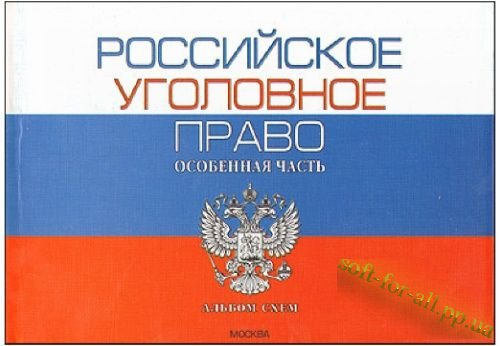 РОССИЙСКОЕ
УГОЛОВНОЕ
ПРАВО
ОСОБЕННАЯ ЧАСТЬ
АЛЬБОМ СХЕМ
МОСКВА
soft-for-all.pp.ua